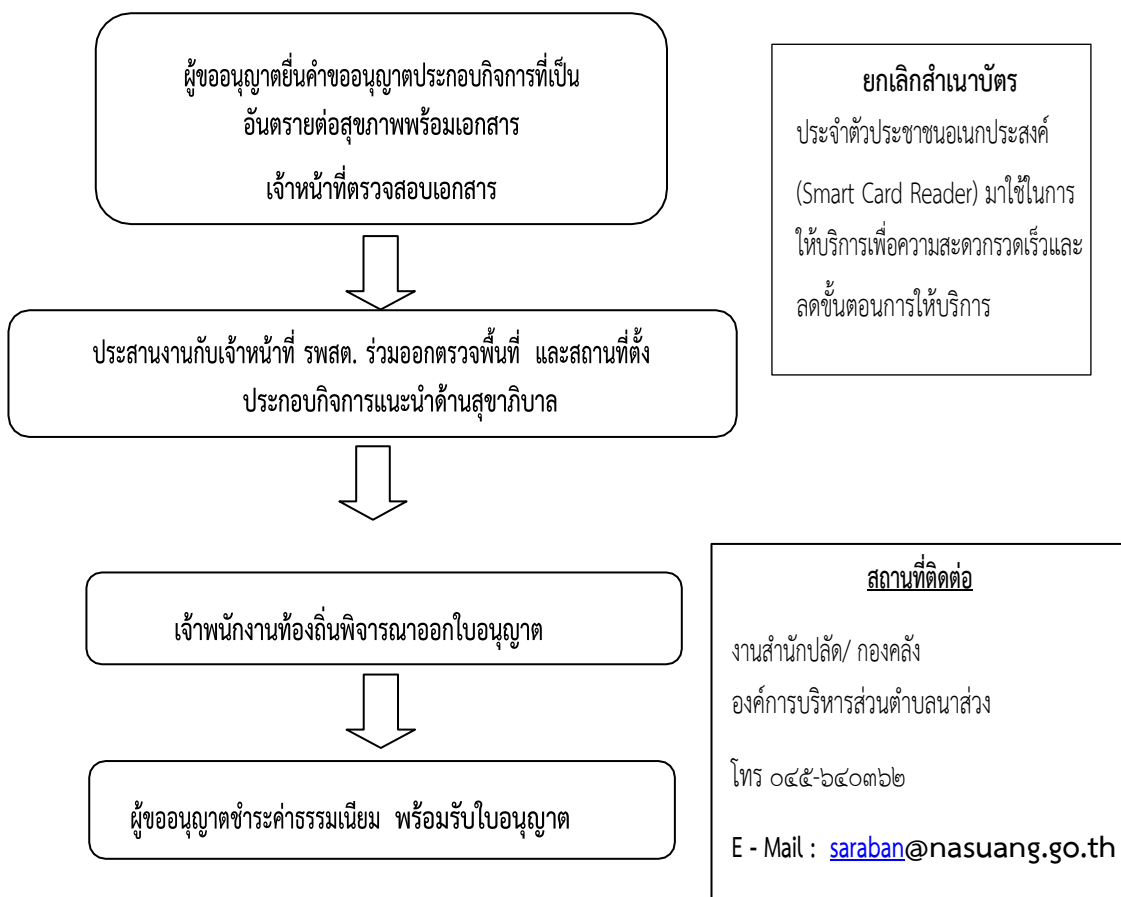 ผู้ขออนุญาตยื่นคำขออนุญาตประกอบกิจการที่เป็น
อันตรายต่อสุขภาพพร้อมเอกสาร
เจ้าหน้าที่ตรวจสอบเอกสาร
ยกเลิกสำเนาบัตร
ประจำตัวประชาชนอเนกประสงค์
(Smart Card Reader) มาใช้ในการ
ให้บริการเพื่อความสะดวกรวดเร็วและ
ลดขั้นตอนการให้บริการ
ประสานงานกับเจ้าหน้าที่ รพสต. ร่วมออกตรวจพื้นที่ และสถานที่ตั้ง
ประกอบกิจการแนะนำด้านสุขาภิบาล
เจ้าพนักงานท้องถิ่นพิจารณาออกใบอนุญาต
ผู้ขออนุญาตชำระค่าธรรมเนียม พร้อมรับใบอนุญาต
สถานที่ติดต่อ
งานสำนักปลัด/ กองคลัง
องค์การบริหารส่วนตำบลนาส่วง
โทร ๐๔๕-๖๔๐๓๖๒
E - Mail : saraban@nasuang.go.th